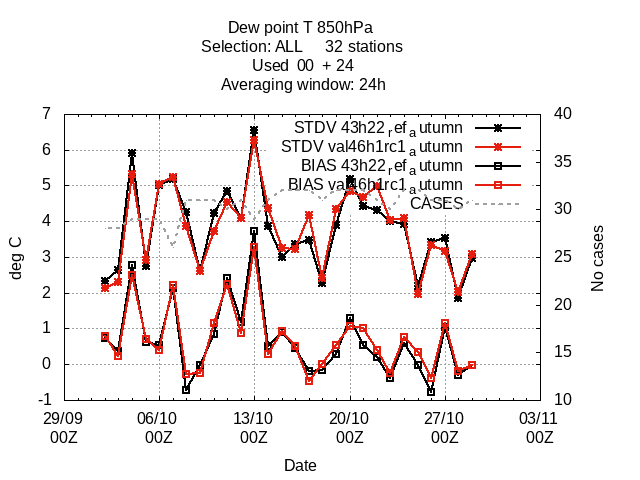 Dew point T 850hPa
Selection: ALL 32 stations
Used 00 + 24
Averaging window: 24h
STDV 43h22_ref_autumn
STDV val46h1rc1_autumn
BIAS 43h22_ref_autumn
BIAS val46h1rc1_autumn
CASES
7
6
5
4
3
2
1
0
-1
dew point deg C
40
35
30
25
20
15
10
No cases
29/09 06/10 13/10 20/10 27/10 03/11
00Z 00Z 00Z 00Z 00Z 00Z
Date